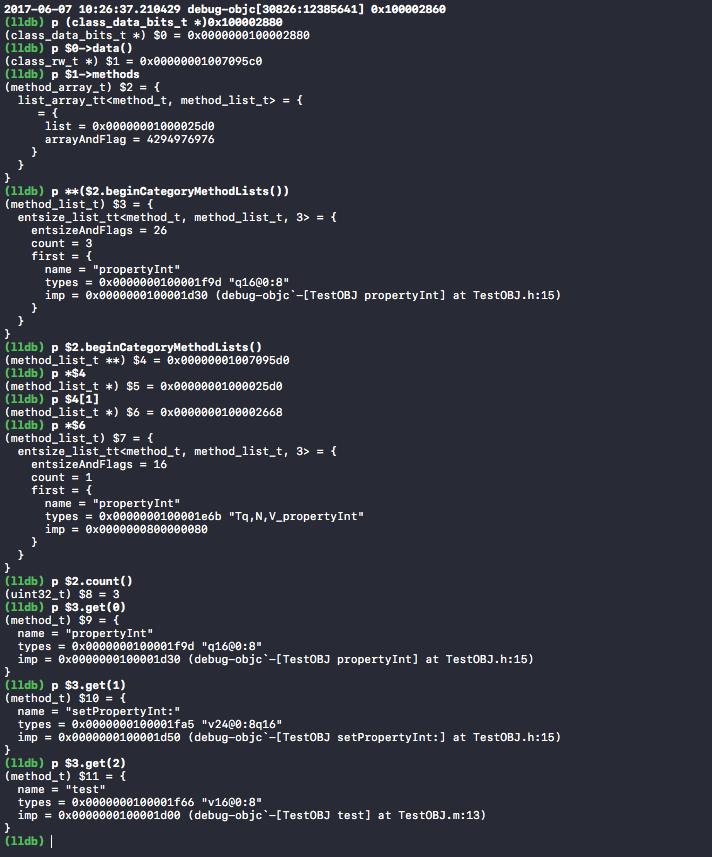 2017-06-07 10:26:37.210429 debug-objc[30826:12385641] 0x100002860
(lldb) p (class_data_bits_t *)0x100002880
(class_data_bits_t *) $0 = 0x0000000100002880
(lldb) p $0->data()
(class_rw_t *) $1 = 0x00000001007095c0
(lldb) p $1->methods
(method_array_t) $2 = {
  list_array_tt<method_t, method_list_t> = {
     = {
      list = 0x00000001000025d0
      arrayAndFlag = 4294976976
    }
  }
}
(lldb) p **($2.beginCategoryMethodLists())
(method_list_t) $3 = {
  entsize_list_tt<method_t, method_list_t, 3> = {
    entsizeAndFlags = 26
    count = 3
    first = {
      name = "propertyInt"
      types = 0x0000000100001f9d "q16@0:8"
      imp = 0x0000000100001d30 (debug-objc`-[TestOBJ propertyInt] at TestOBJ.h:15)
    }
  }
}
(lldb) p $2.beginCategoryMethodLists()
(method_list_t **) $4 = 0x00000001007095d0
(lldb) p *$4
(method_list_t *) $5 = 0x00000001000025d0
(lldb) p $4[1]
(method_list_t *) $6 = 0x0000000100002668
(lldb) p *$6
(method_list_t) $7 = {
  entsize_list_tt<method_t, method_list_t, 3> = {
    entsizeAndFlags = 16
    count = 1
    first = {
      name = "propertyInt"
      types = 0x0000000100001e6b "Tq,N,V_propertyInt"
      imp = 0x0000000800000080
    }
  }
}
(lldb) p $2.count()
(uint32_t) $8 = 3
(lldb) p $3.get(0)
(method_t) $9 = {
  name = "propertyInt"
  types = 0x0000000100001f9d "q16@0:8"
  imp = 0x0000000100001d30 (debug-objc`-[TestOBJ propertyInt] at TestOBJ.h:15)
}
(lldb) p $3.get(1)
(method_t) $10 = {
  name = "setPropertyInt:"
  types = 0x0000000100001fa5 "v24@0:8q16"
  imp = 0x0000000100001d50 (debug-objc`-[TestOBJ setPropertyInt:] at TestOBJ.h:15)
}
(lldb) p $3.get(2)
(method_t) $11 = {
  name = "test"
  types = 0x0000000100001f66 "v16@0:8"
  imp = 0x0000000100001d00 (debug-objc`-[TestOBJ test] at TestOBJ.m:13)
}
(lldb)